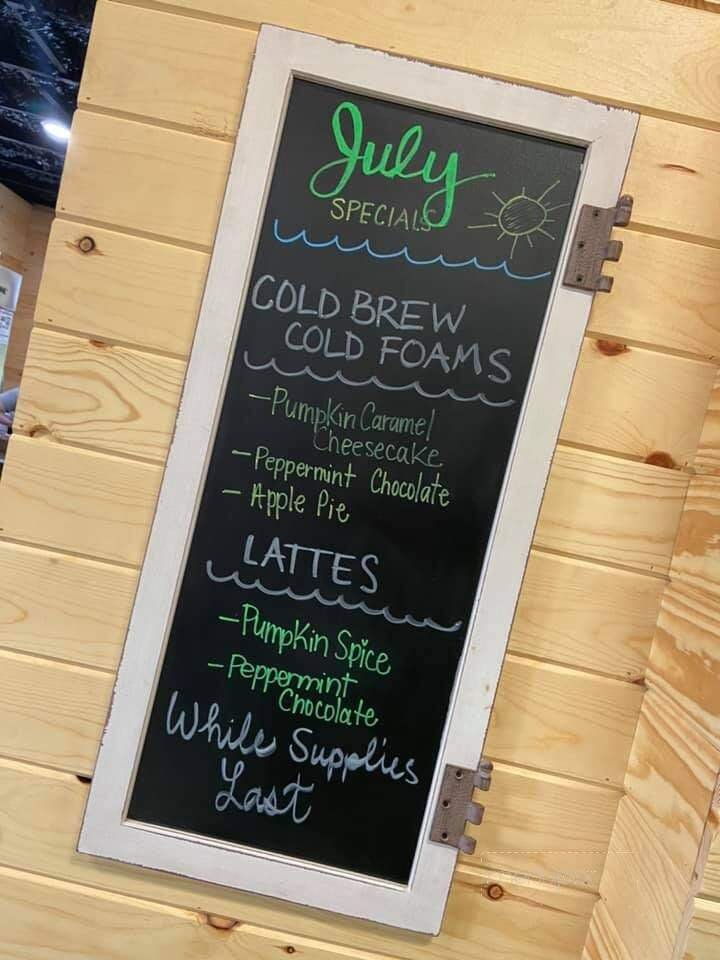 July
SPECIALS
COLD BREW
COLD FOAMS
- Pumpkin Caramel
Cheesecake
- Peppermint Chocolate
- Apple Pie
LATTES
- Pumpkin Spice
- Peppermint
Chocolate
While Supplies
Last